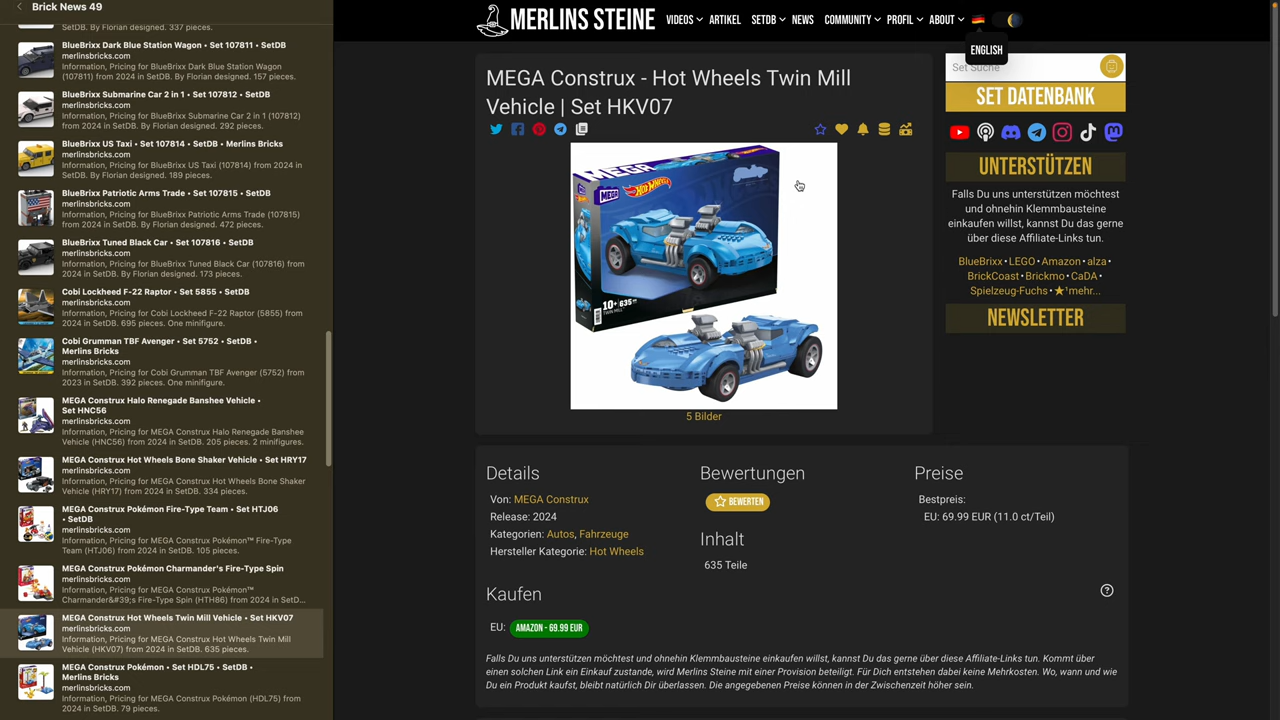 Brick News 49
(107810) from 2024 in SetDB. By Florian
designed. 337 pieces.
BlueBrixx Dark Blue Station Wagon • Set 107811 • SetDB
merlinsbricks.com
Information, Pricing for BlueBrixx Dark Blue Station Wagon
(107811) from 2024 in SetDB. By Florian designed. 157 pieces.
BlueBrixx Submarine Car 2 in 1 • Set 107812 • SetDB
merlinsbricks.com
Information, Pricing for BlueBrixx Submarine Car 2 in 1 (107812)
from 2024 in SetDB. By Florian designed. 292 pieces.
BlueBrixx US Taxi • Set 107814 • SetDB • Merlins Bricks
merlinsbricks.com
Information, Pricing for BlueBrixx US Taxi (107814) from 2024 in
SetDB. By Florian designed. 189 pieces.
BlueBrixx Patriotic Arms Trade • Set 107815 • SetDB
merlinsbricks.com
Information, Pricing for BlueBrixx Patriotic Arms Trade (107815)
from 2024 in SetDB. By Florian designed. 472 pieces.
BlueBrixx Tuned Black Car • Set 107816 • SetDB
merlinsbricks.com
Information, Pricing for BlueBrixx Tuned Black Car (107816) from
2024 in SetDB. By Florian designed. 173 pieces.
Cobi Lockheed F-22 Raptor • Set 5855 • SetDB
merlinsbricks.com
Information, Pricing for Cobi Lockheed F-22 Raptor (5855) from
2024 in SetDB. 695 pieces. One minifigure.
Cobi Grumman TBF Avenger • Set 5752 • SetDB •
Merlins Bricks
merlinsbricks.com
Information, Pricing for Cobi Grumman TBF Avenger (5752) from
2023 in SetDB. 392 pieces. One minifigure.
MEGA Construx Halo Renegade Banshee Vehicle •
Set HNC56
merlinsbricks.com
Information, Pricing for MEGA Construx Halo Renegade Banshee
Vehicle (HNC56) from 2024 in SetDB. 205 pieces. 2 minifigures.
MEGA Construx Hot Wheels Bone Shaker Vehicle • Set HRY17
merlinsbricks.com
Information, Pricing for MEGA Construx Hot Wheels Bone Shaker
Vehicle (HRY17) from 2024 in SetDB. 334 pieces.
MEGA Construx Pokémon Fire-Type Team • Set HTJ06
• SetDB
merlinsbricks.com
Information, Pricing for MEGA Construx Pokémon™ Fire-Type
Team (HTJ06) from 2024 in SetDB. 105 pieces.
MEGA Construx Pokémon Charmander's Fire-Type Spin
merlinsbricks.com
Information, Pricing for MEGA Construx Pokémon™
Charmander&#39;s Fire-Type Spin (HTH86) from 2024 in SetD...
MEGA Construx Hot Wheels Twin Mill Vehicle • Set HKV07
merlinsbricks.com
Information, Pricing for MEGA Construx Hot Wheels Twin Mill
Vehicle (HKV07) from 2024 in SetDB. 635 pieces.
MEGA Construx Pokémon • Set HDL75 • SetDB •
Merlins Bricks
merlinsbricks.com
Information, Pricing for MEGA Construx Pokémon (HDL75) from
2024 in SetDB. 79 pieces.
MERLINS STEINE
VIDEOS ARTIKEL SETDB NEWS COMMUNITY PROFIL ABOUT
ENGLISH
MEGA Construx - Hot Wheels Twin Mill
Vehicle | Set HKV07
MEGA
MEGA HOT WHEELS
10+ 635
TWIN MILL
5 Bilder
Details
Von: MEGA Construx
Release: 2024
Kategorien: Autos, Fahrzeuge
Hersteller Kategorie: Hot Wheels
Bewertungen
BEWERTEN
Inhalt
635 Teile
Preise
Bestpreis:
EU: 69.99 EUR (11.0 ct/Teil)
Kaufen
EU: AMAZON - 69.99 EUR
Falls Du uns unterstützen möchtest und ohnehin Klemmbausteine einkaufen willst, kannst Du das gerne über diese Affiliate-Links tun. Kommt über
einen solchen Link ein Einkauf zustande, wird Merlins Steine mit einer Provision beteiligt. Für Dich entstehen dabei keine Mehrkosten. Wo, wann und wie
Du ein Produkt kaufst, bleibt natürlich Dir überlassen. Die angegebenen Preise können in der Zwischenzeit höher sein.
Set Suche
SET DATENBANK
UNTERSTÜTZEN
Falls Du uns unterstützen möchtest
und ohnehin Klemmbausteine
einkaufen willst, kannst Du das gerne
über diese Affiliate-Links tun.
BlueBrixx • LEGO • Amazon • alza •
BrickCoast • Brickmo • CaDA •
Spielzeug-Fuchs • ★¹mehr...
NEWSLETTER